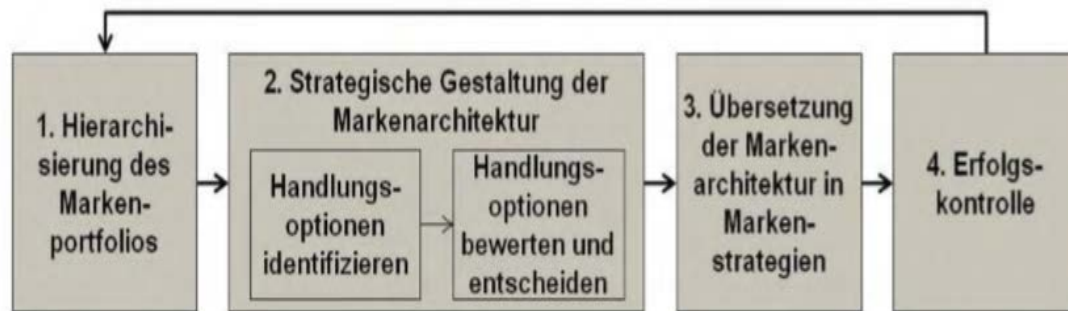 1. Hierarchi-
sierung des
Marken-
portfolios
2. Strategische Gestaltung der
Markenarchitektur
Handlungs-
optionen
identifizieren
Handlungs-
optionen
bewerten und
entscheiden
3. Übersetzung
der Marken-
architektur in
Marken-
strategien
4. Erfolgs-
kontrolle